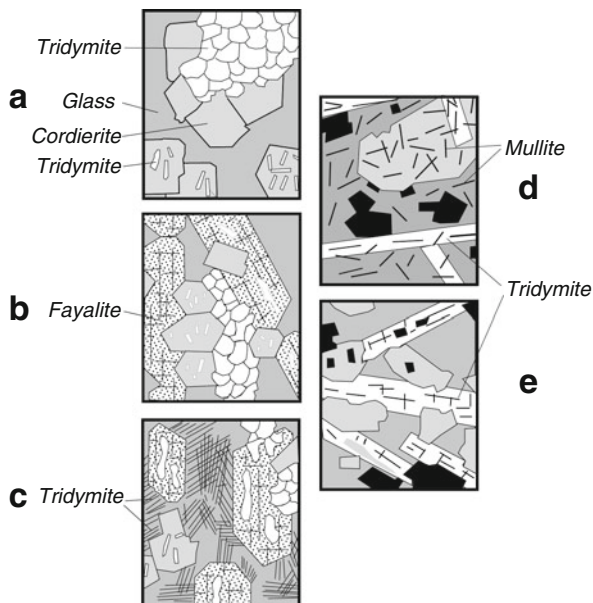 Tridymite
a
Glass
Cordierite
Tridymite
b
Fayalite
c
Tridymite
Mullite
d
Tridymite
e